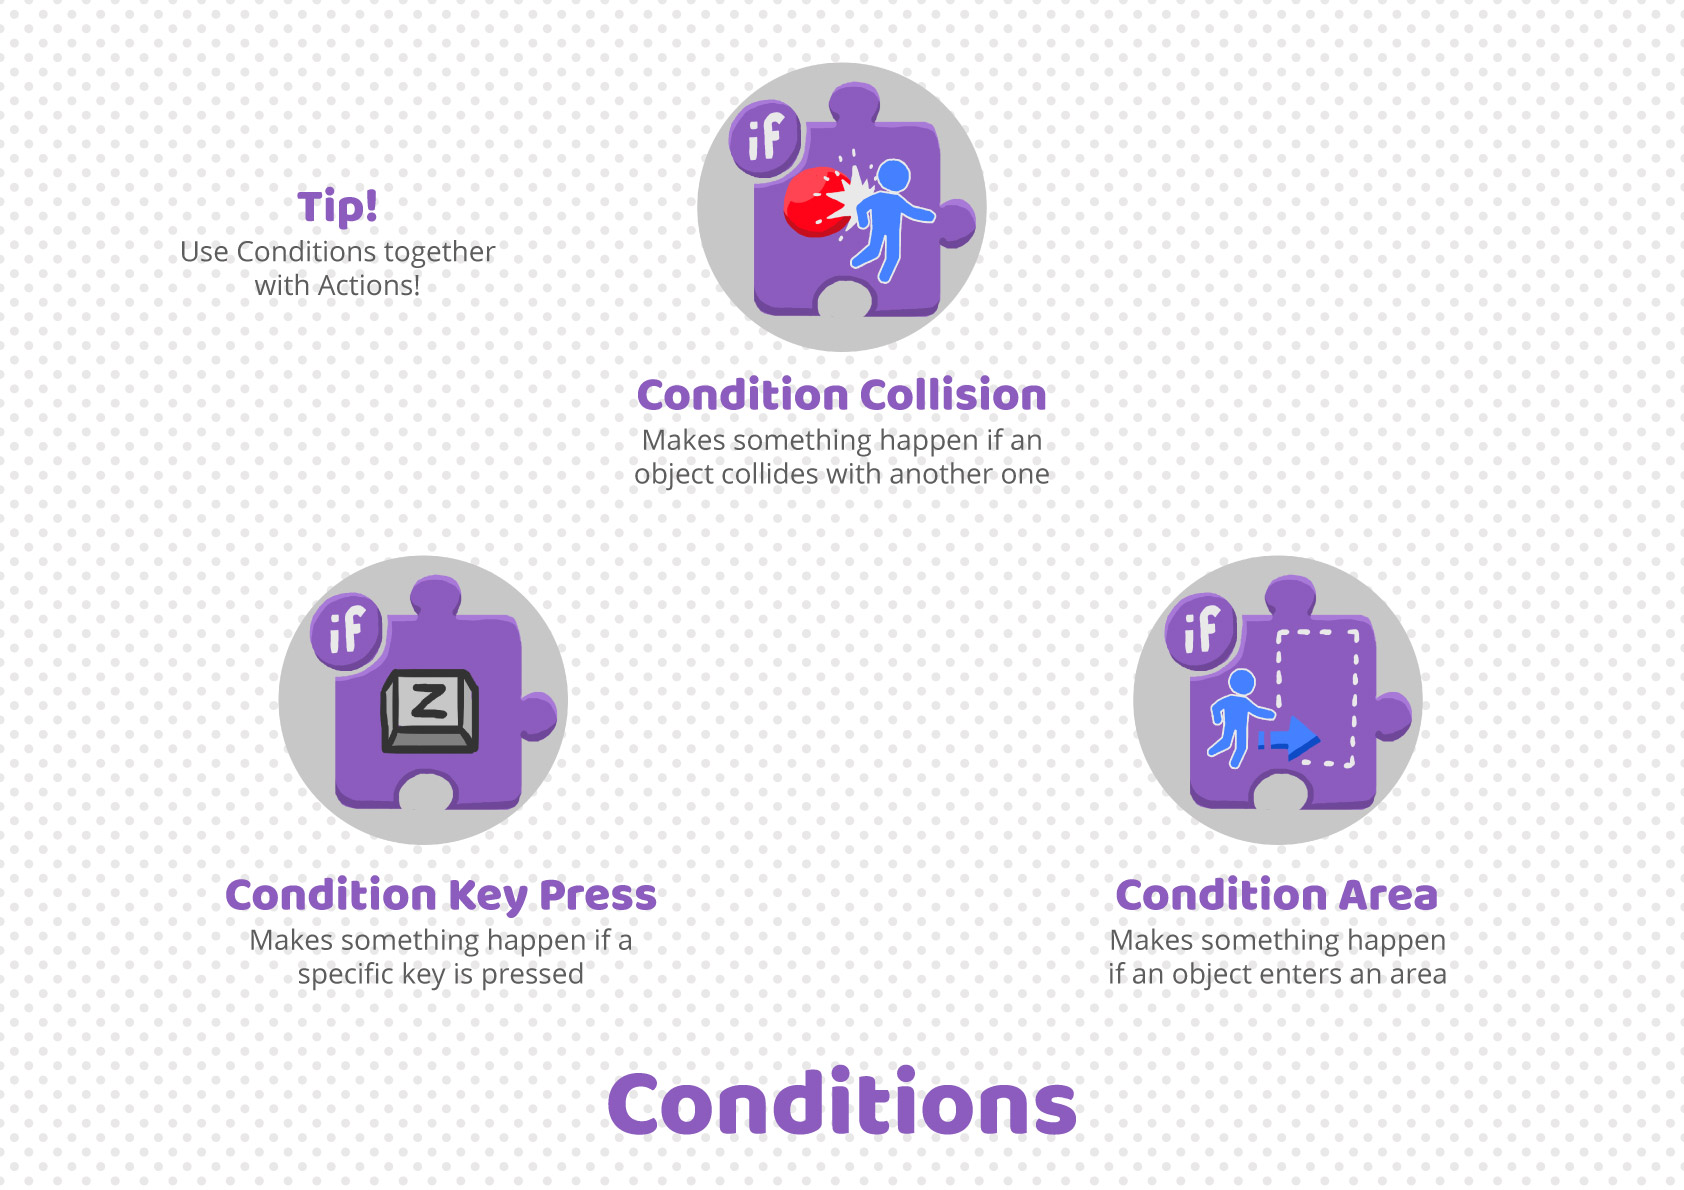 Tip!
Use Conditions together
with Actions!
if
Condition Collision
Makes something happen if an
object collides with another one
if
Z
Condition Key Press
Makes something happen if a
specific key is pressed
if
Condition Area
Makes something happen
if an object enters an area
Conditions